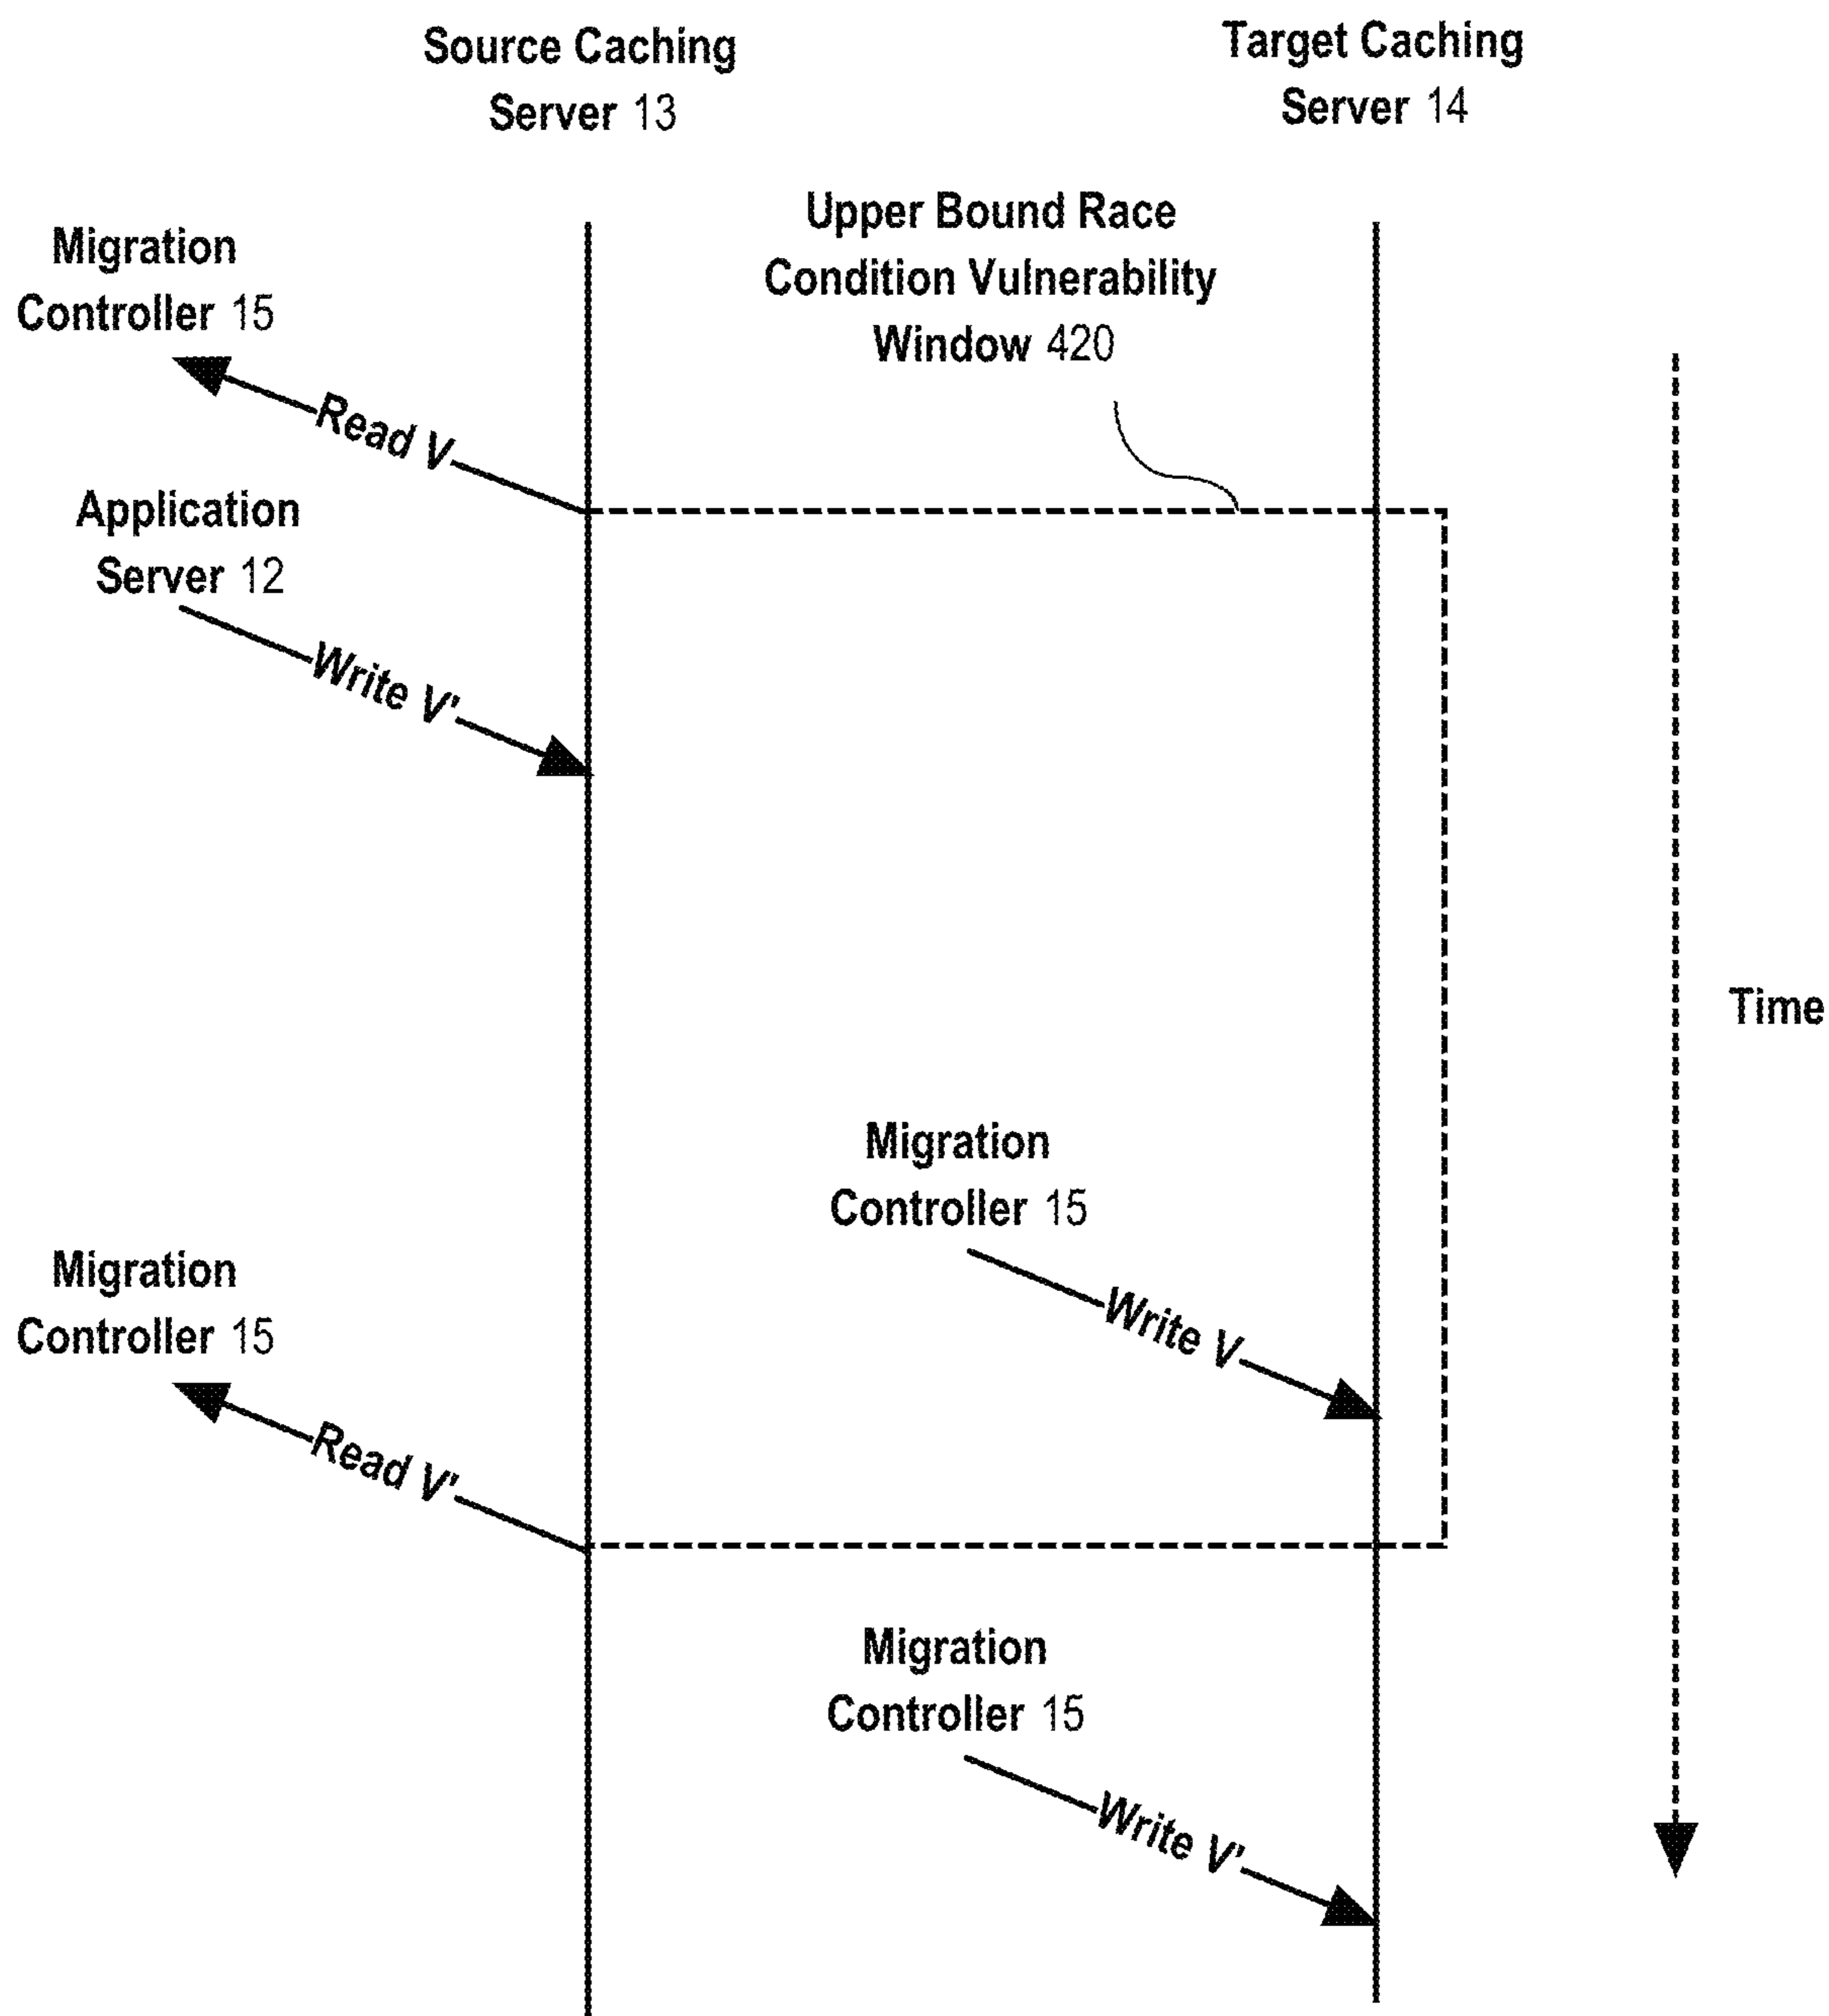 Source Caching
Server 13
Target Caching
Server 14
Upper Bound Race
Condition Vulnerability
Window 420
Migration
Controller 15
Read V
Application
Server 12
Write V'
Time
Migration
Controller 15
Write V
Migration
Controller 15
Read V'
Migration
Controller 15
Write V'